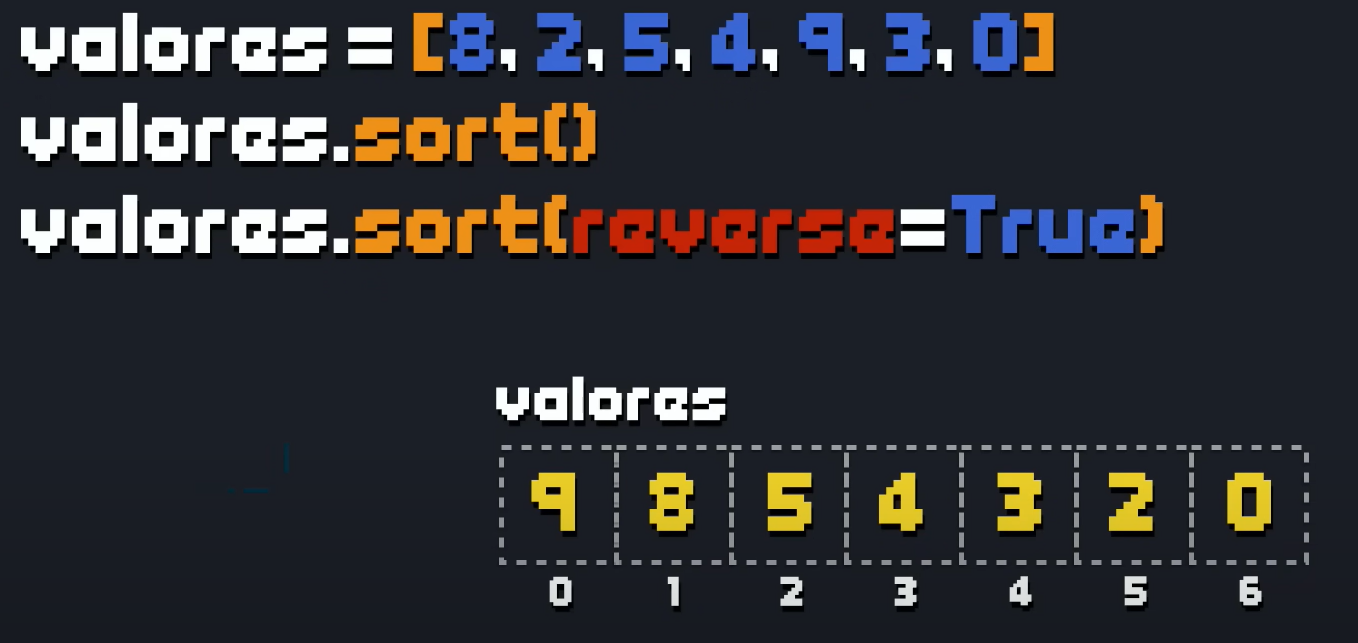 valores = [8, 2, 5, 4, 9, 3, 0]
valores.sort()
valores.sort(reverse=True)
valores
9 8 5 4 3 2 0
0 1 2 3 4 5 6